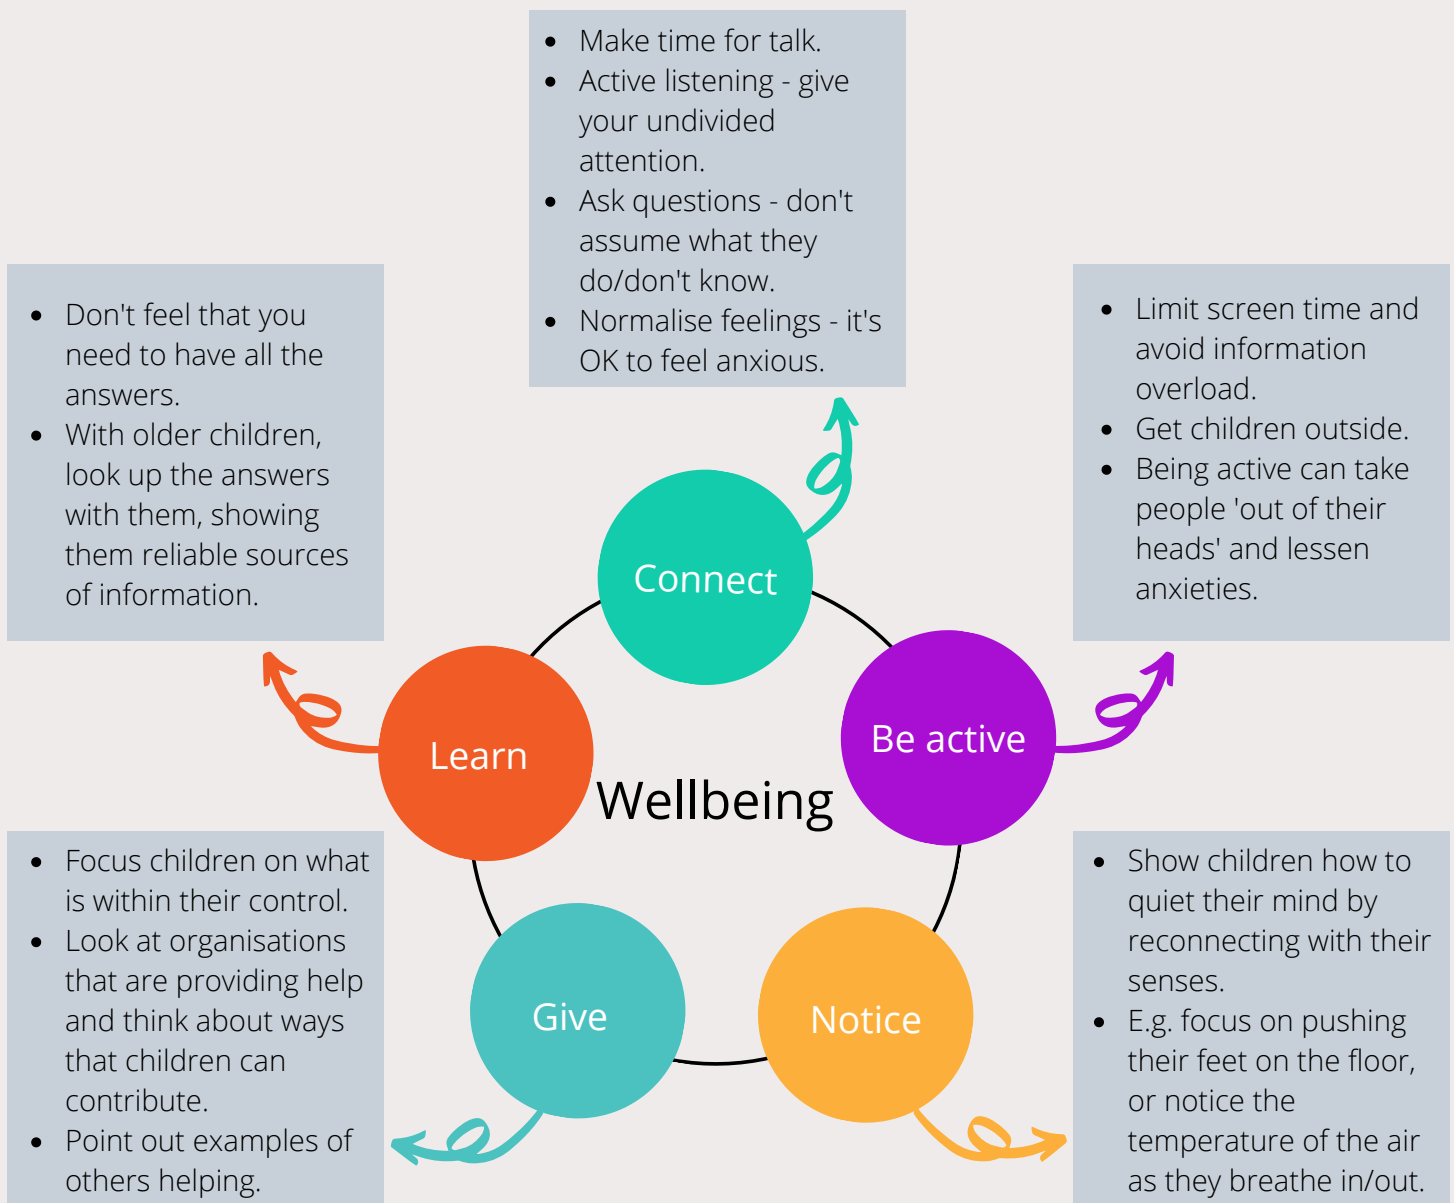 • Make time for talk.
• Active listening - give
your undivided
attention.
• Ask questions - don't
assume what they
do/don't know.
• Normalise feelings - it's
OK to feel anxious.
• Don't feel that you
need to have all the
answers.
• With older children,
look up the answers
with them, showing
them reliable sources
of information.
• Limit screen time and
avoid information
overload.
• Get children outside.
• Being active can take
people 'out of their
heads' and lessen
anxieties.
Connect
Be active
Learn
Wellbeing
Give
Notice
• Focus children on what
is within their control.
• Look at organisations
that are providing help
and think about ways
that children can
contribute.
• Point out examples of
others helping.
• Show children how to
quiet their mind by
reconnecting with their
senses.
• E.g. focus on pushing
their feet on the floor,
or notice the
temperature of the air
as they breathe in/out.